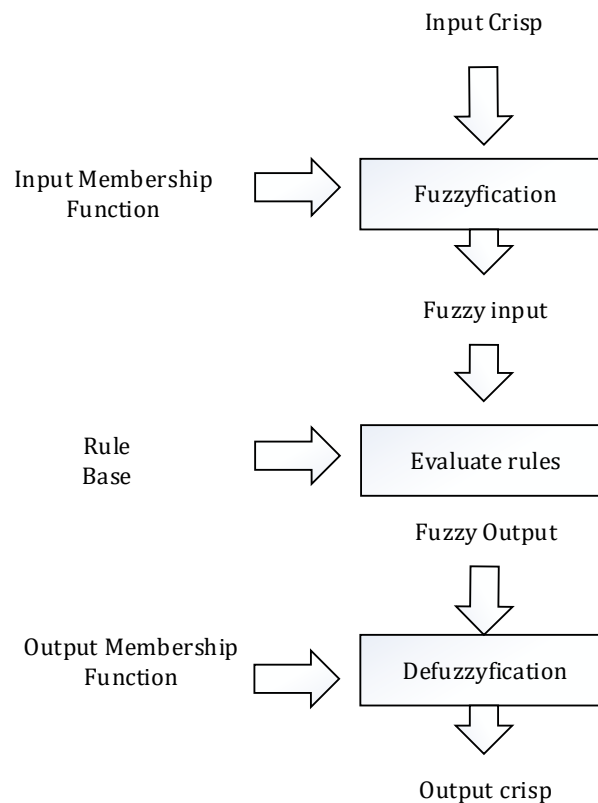 Input Crisp
Input Membership
Function
Fuzzyfication
Fuzzy input
Rule
Base
Evaluate rules
Fuzzy Output
Output Membership
Function
Defuzzyfication
Output crisp